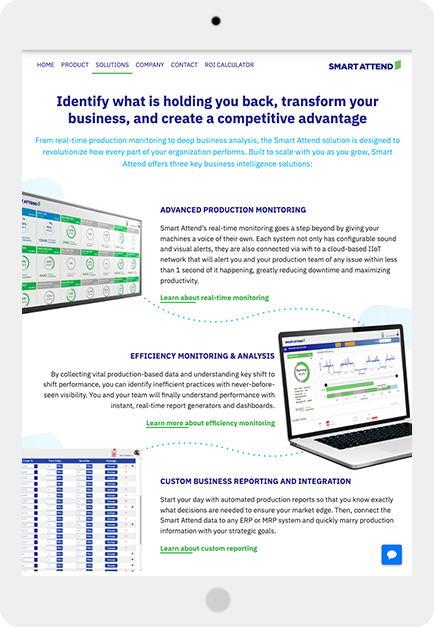 HOME PRODUCT SOLUTIONS COMPANY CONTACT ROI CALCULATOR SMART ATTEND
Identify what is holding you back, transform your
business, and create a competitive advantage
From real-time production monitoring to deep business analysis, the Smart Attend solution is designed to
revolutionize how every part of your organization performs. Built to scale with you as you grow, Smart
Attend offers three key business intelligence solutions:
ADVANCED PRODUCTION MONITORING
Smart Attend's real-time monitoring goes a step beyond by giving your
machines a voice of their own. Each system not only has configurable sound
and visual alerts, they are also connected via wifi to a cloud-based IIoT
network that will alert you and your production team of any issue within less
than 1 second of it happening, greatly reducing downtime and maximizing
productivity.
Learn about real-time monitoring
EFFICIENCY MONITORING & ANALYSIS
By collecting vital production-based data and understanding key shift to
shift performance, you can identify inefficient practices with never-before-
seen visibility. You and your team will finally understand performance with
instant, real-time report generators and dashboards.
Learn more about efficiency monitoring
CUSTOM BUSINESS REPORTING AND INTEGRATION
Start your day with automated production reports so that you know exactly
what decisions are needed to ensure your market edge. Then, connect the
Smart Attend data to any ERP or MRP system and quickly marry production
information with your strategic goals.
Learn about custom reporting